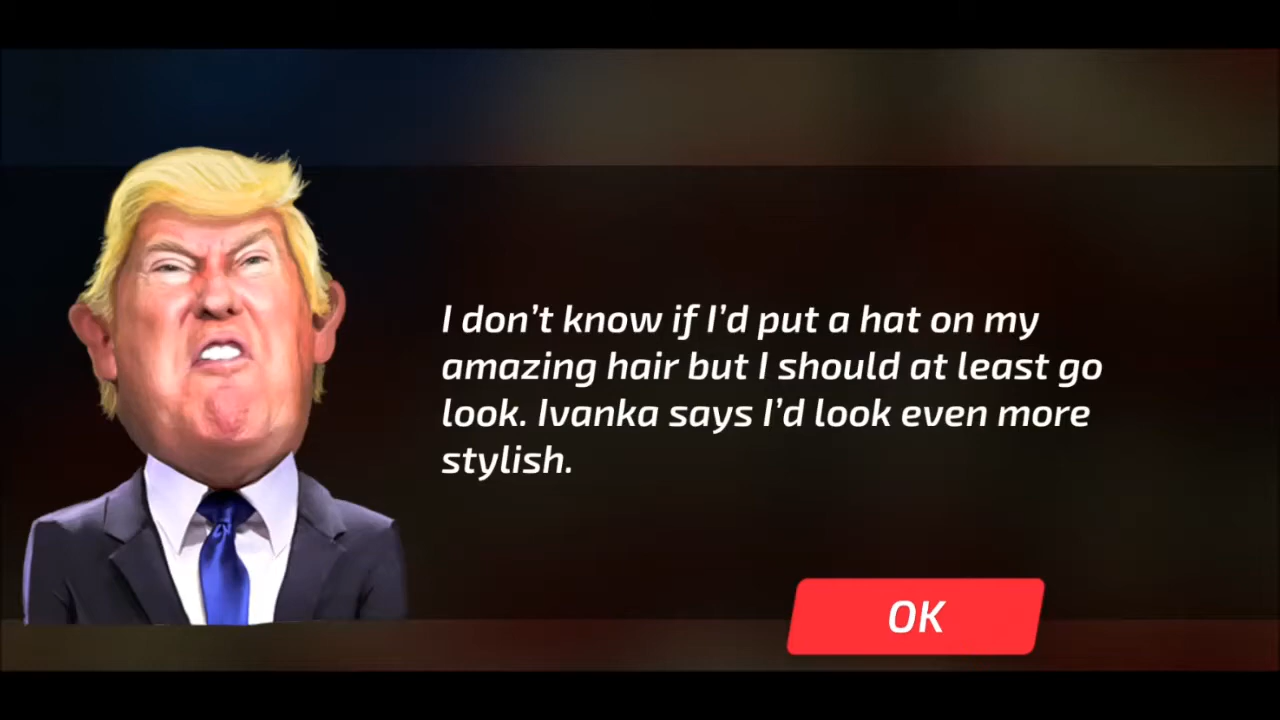 I don’t know if I’d put a hat on my
amazing hair but I should at least go
look. Ivanka says I’d look even more
stylish.
OK